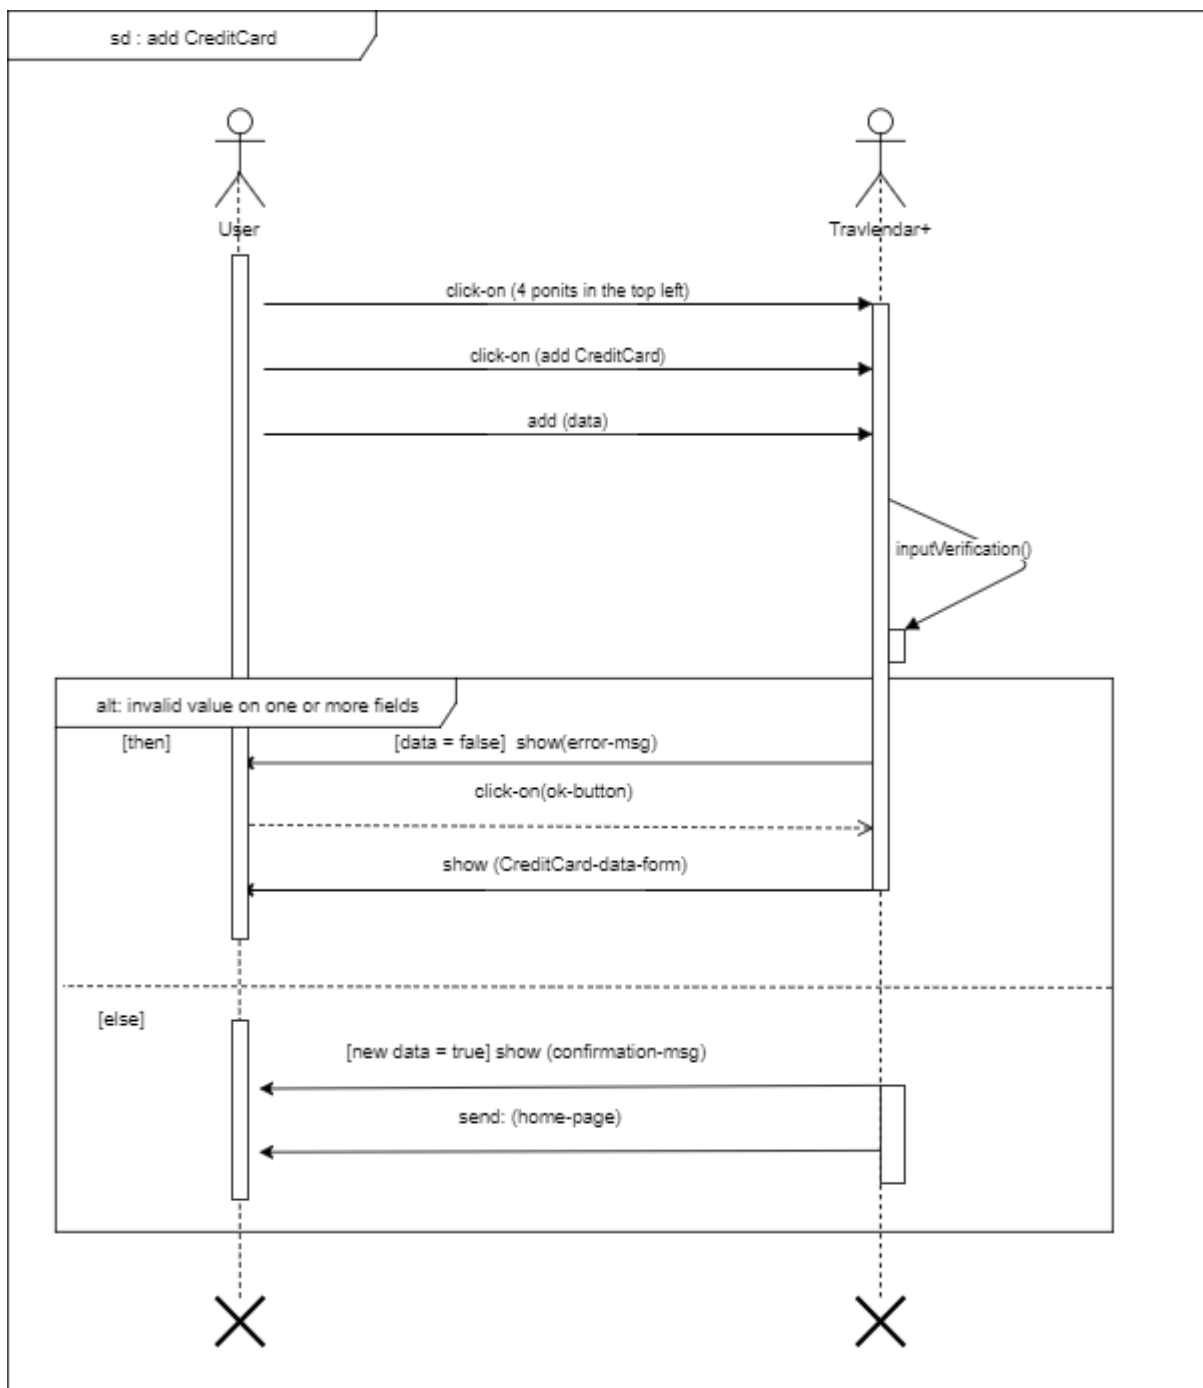 sd : add CreditCard
User
Travlendar+
click-on (4 ponits in the top left)
click-on (add CreditCard)
add (data)
inputVerification()
alt: invalid value on one or more fields
[then]
[data = false]  show(error-msg)
click-on(ok-button)
show (CreditCard-data-form)
[else]
[new data = true] show (confirmation-msg)
send: (home-page)